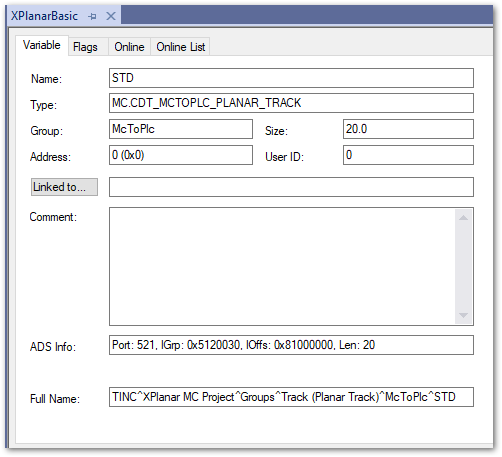 XPlanarBasic
Variable Flags Online Online List
Name: STD
Type: MC.CDT_MCTOPLC_PLANAR_TRACK
Group: McToPlc Size: 20.0
Address: 0 (0x0) User ID: 0
Linked to...
Comment:
ADS Info: Port: 521, IGrp: 0x5120030, IOffs: 0x81000000, Len: 20
Full Name: TINC^XPlanar MC Project^Groups^Track (Planar Track)^McToPlc^STD